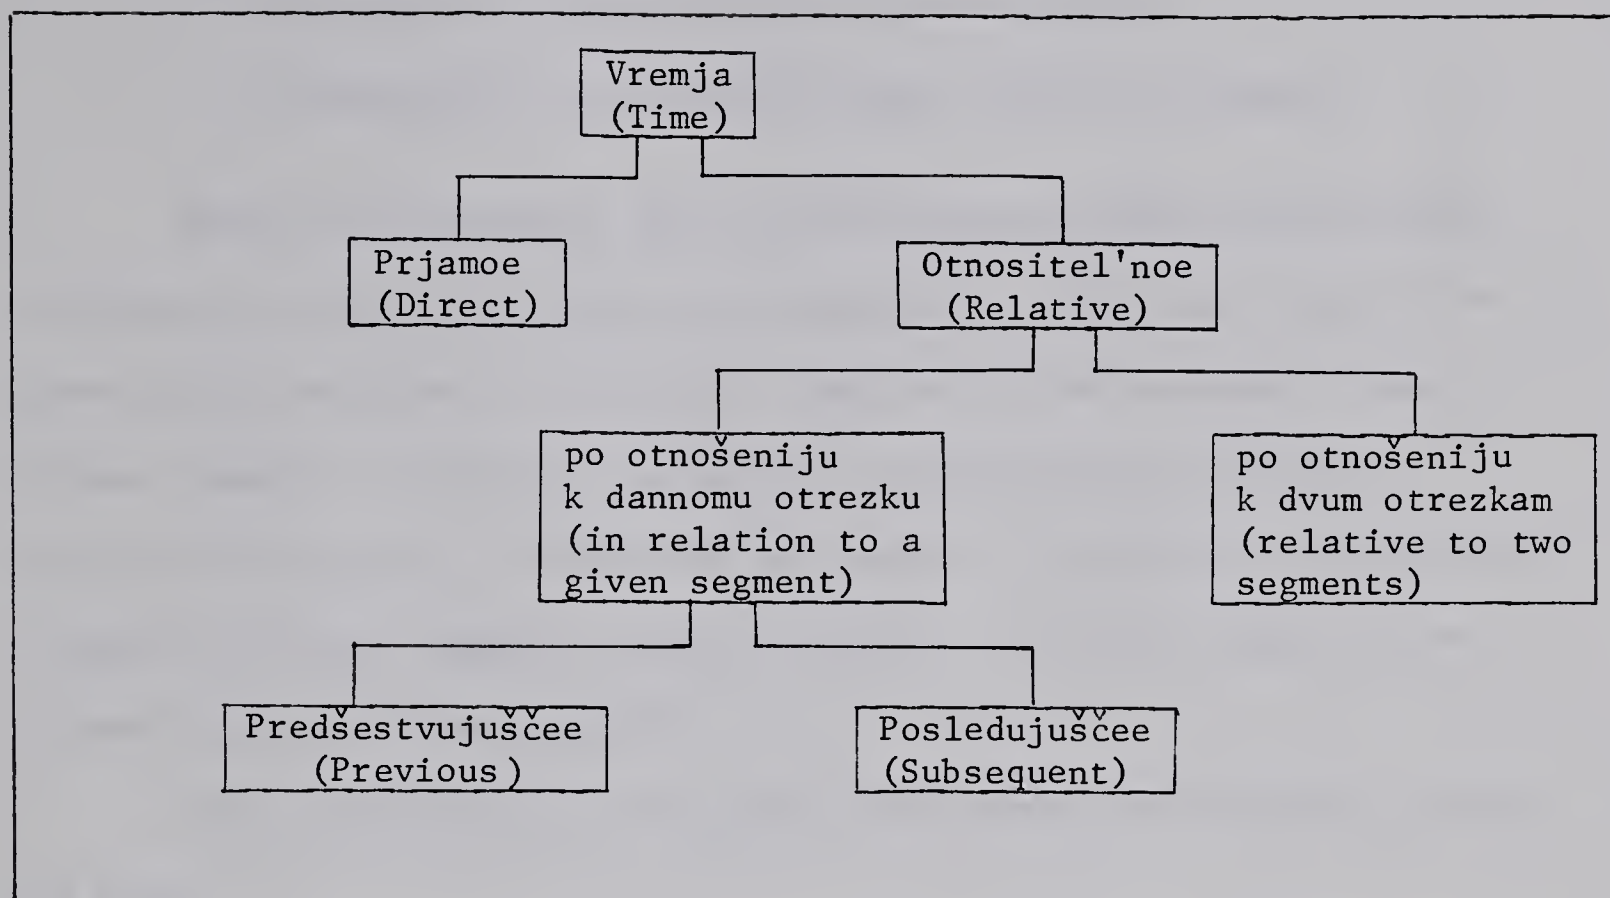 Vremja
(Time)
Prjamoe
(Direct)
Otnositel'noe
(Relative)
po otnošeniju
k dannomu otrezku
(in relation to a
given segment)
po otnošeniju
k dvum otrezkam
(relative to two
segments)
Predšestvujuščee
(Previous)
Posledujuščee
(Subsequent)